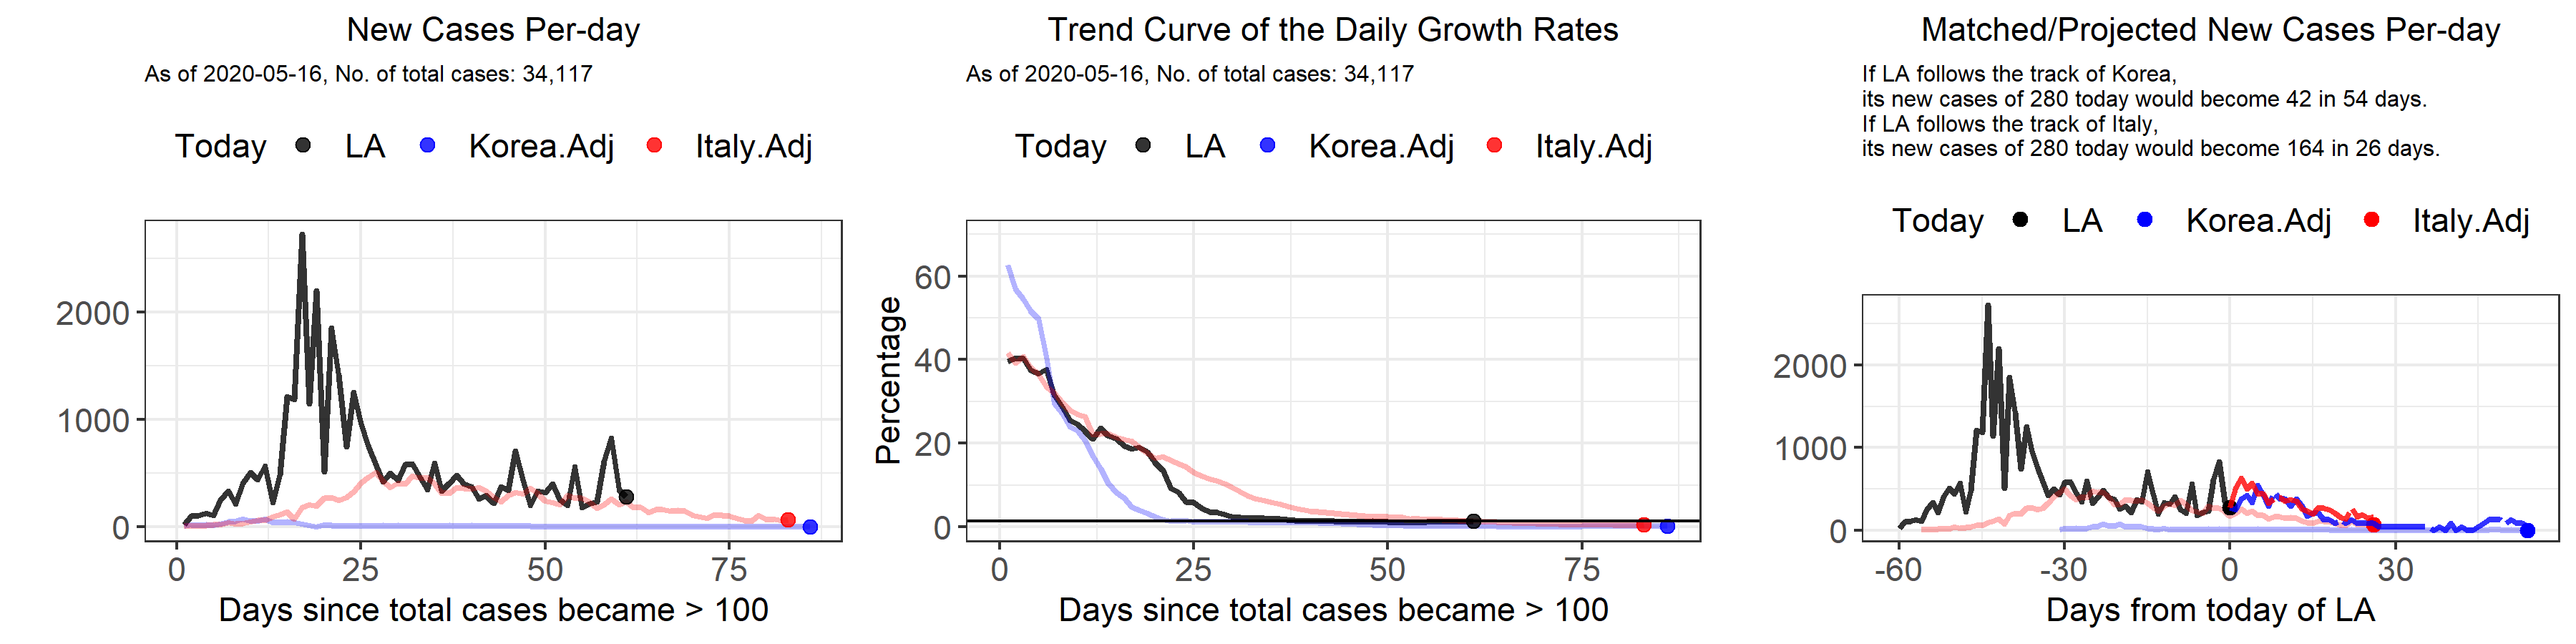 New Cases Per-day
As of 2020-05-16, No. of total cases: 34,117
Today LA Korea.Adj Italy.Adj
2000
1000
0
0 25 50 75
Days since total cases became > 100
Trend Curve of the Daily Growth Rates
As of 2020-05-16, No. of total cases: 34,117
Today LA Korea.Adj Italy.Adj
Percentage
60
40
20
0
0 25 50 75
Days since total cases became > 100
Matched/Projected New Cases Per-day
If LA follows the track of Korea,
its new cases of 280 today would become 42 in 54 days.
If LA follows the track of Italy,
its new cases of 280 today would become 164 in 26 days.
Today LA Korea.Adj Italy.Adj
2000
1000
0
-60 -30 0 30
Days from today of LA